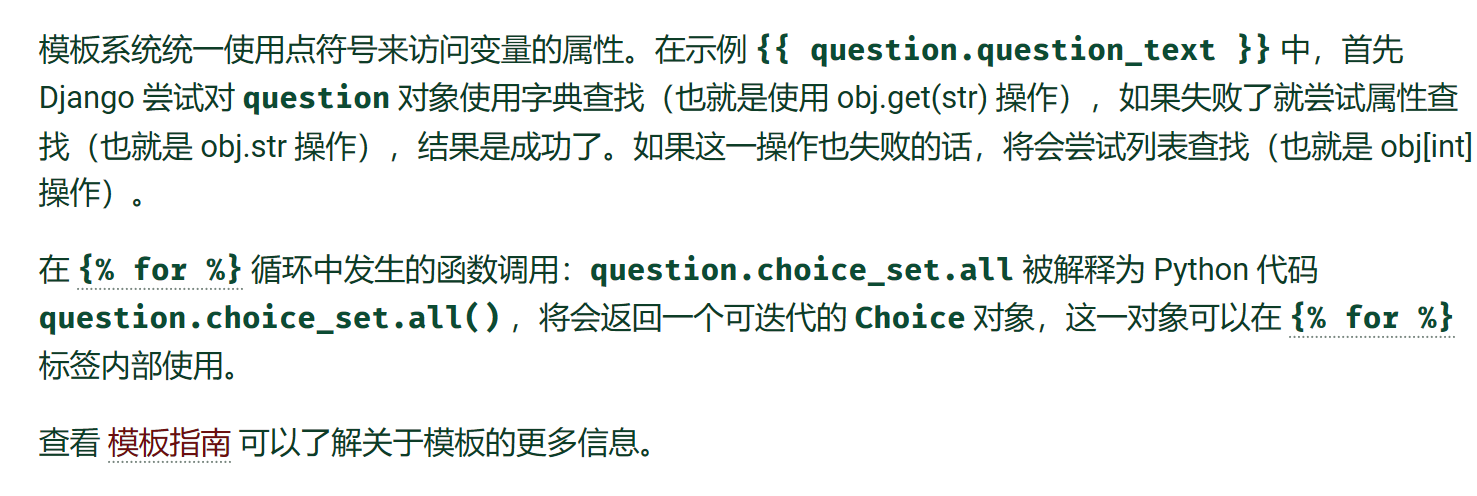 模板系统统一使用点符号来访问变量的属性。在示例 {{ question.question_text }} 中，首先
Django 尝试对 question 对象使用字典查找（也就是使用 obj.get(str) 操作），如果失败了就尝试属性查
找（也就是 obj.str 操作），结果是成功了。如果这一操作也失败的话，将会尝试列表查找（也就是 obj[int]
操作）。
在 {% for %} 循环中发生的函数调用：question.choice_set.all 被解释为 Python 代码
question.choice_set.all()，将会返回一个可迭代的 Choice 对象，这一对象可以在 {% for %}
标签内部使用。
查看 模板指南 可以了解关于模板的更多信息。